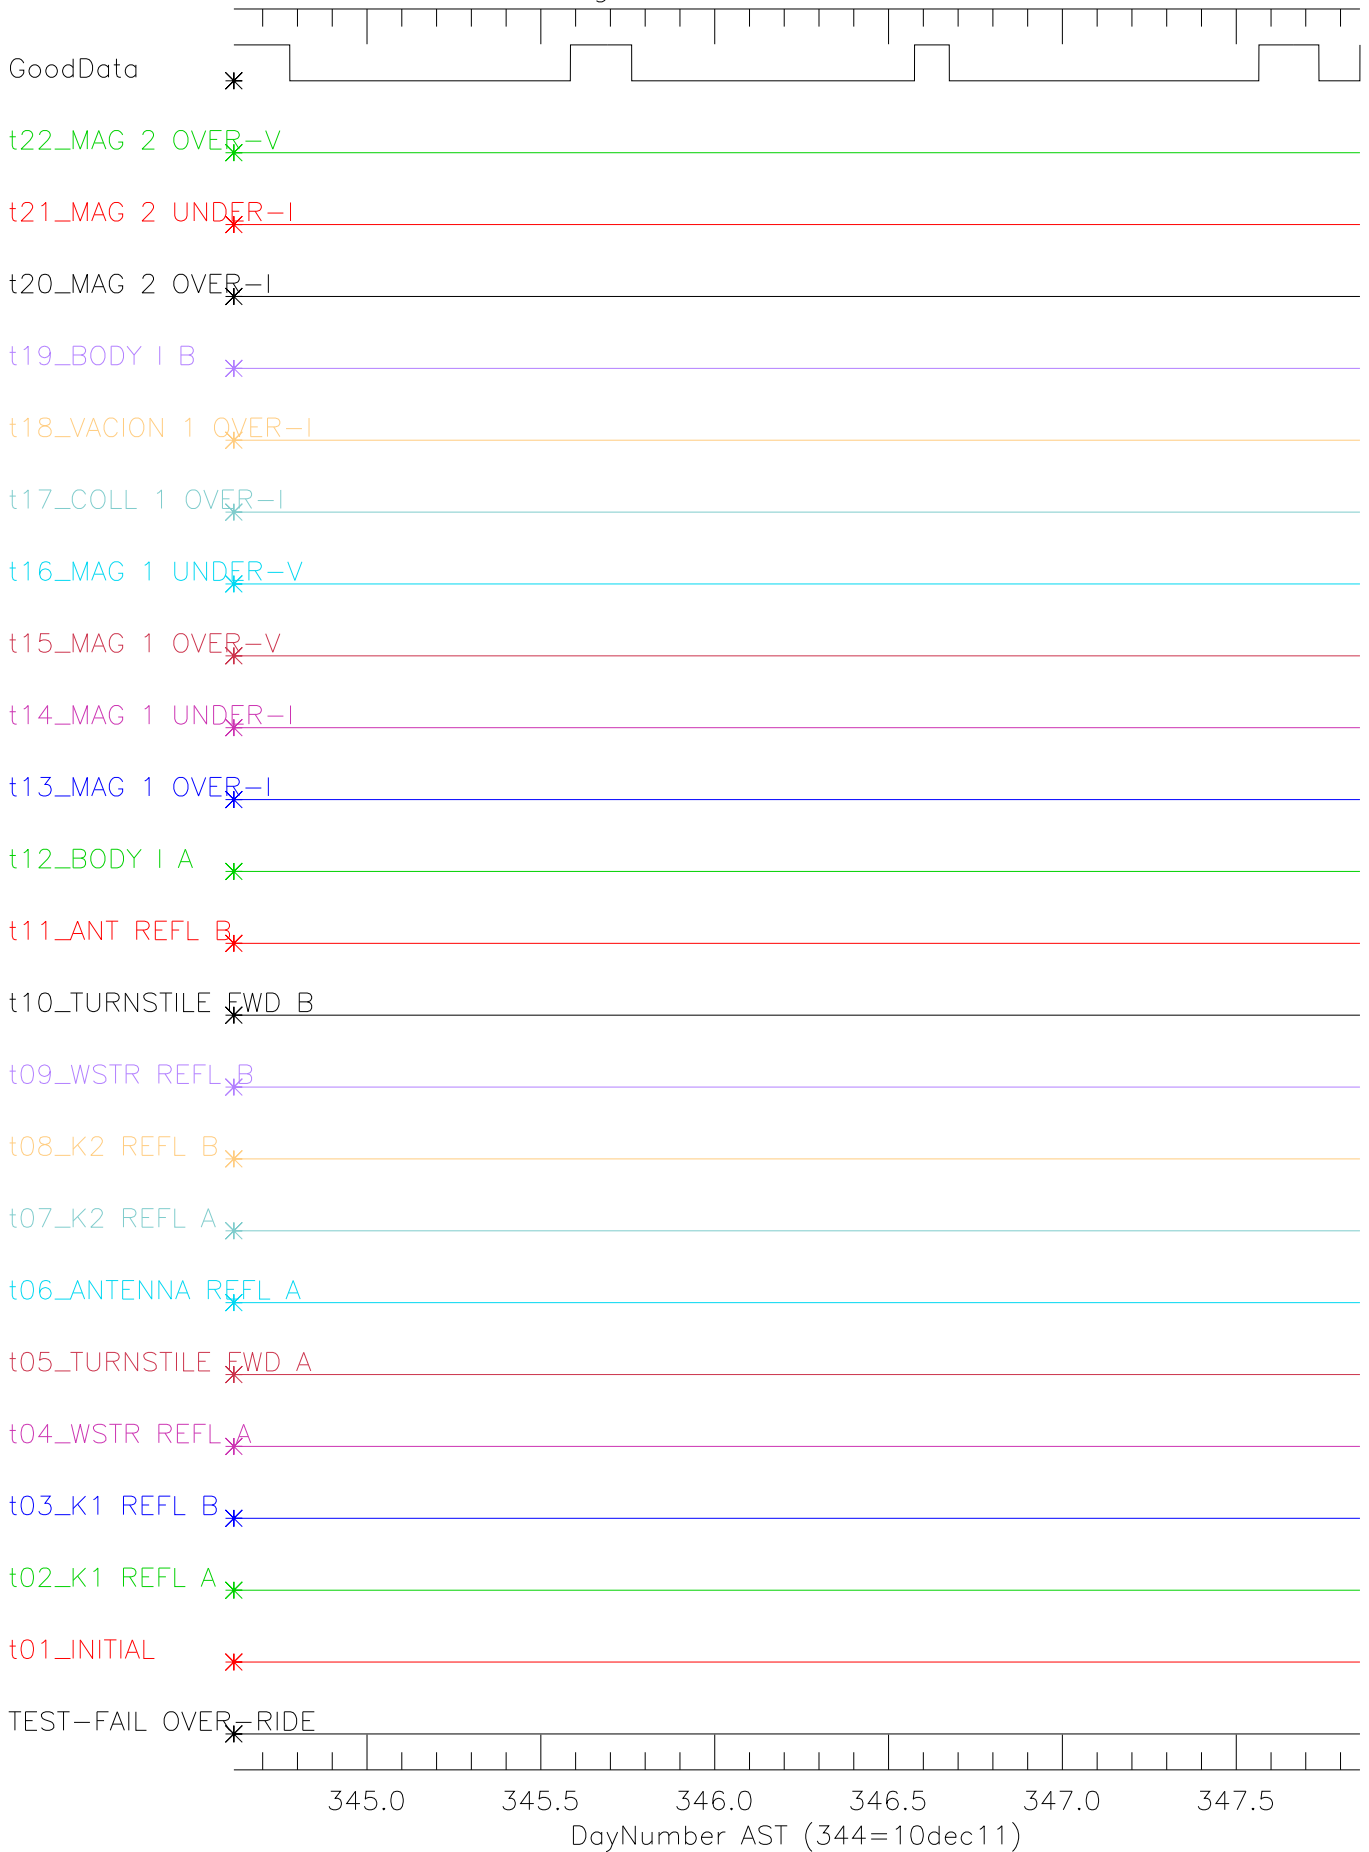 GoodData
t22_MAG 2 OVER-V
t21_MAG 2 UNDER-I
t20_MAG 2 OVER-I
t19_BODY I B
t18_VACION 1 OVER-I
t17_COLL 1 OVER-I
t16_MAG 1 UNDER-V
t15_MAG 1 OVER-V
t14_MAG 1 UNDER-I
t13_MAG 1 OVER-I
t12_BODY I A
t11_ANT REFL B
t10_TURNSTILE FWD B
t09_WSTR REFL B
t08_K2 REFL B
t07_K2 REFL A
t06_ANTENNA REFL A
t05_TURNSTILE FWD A
t04_WSTR REFL A
t03_K1 REFL B
t02_K1 REFL A
t01_INITIAL
TEST-FAIL OVER-RIDE
345.0 345.5 346.0 346.5 347.0 347.5
DayNumber AST (344=10dec11)